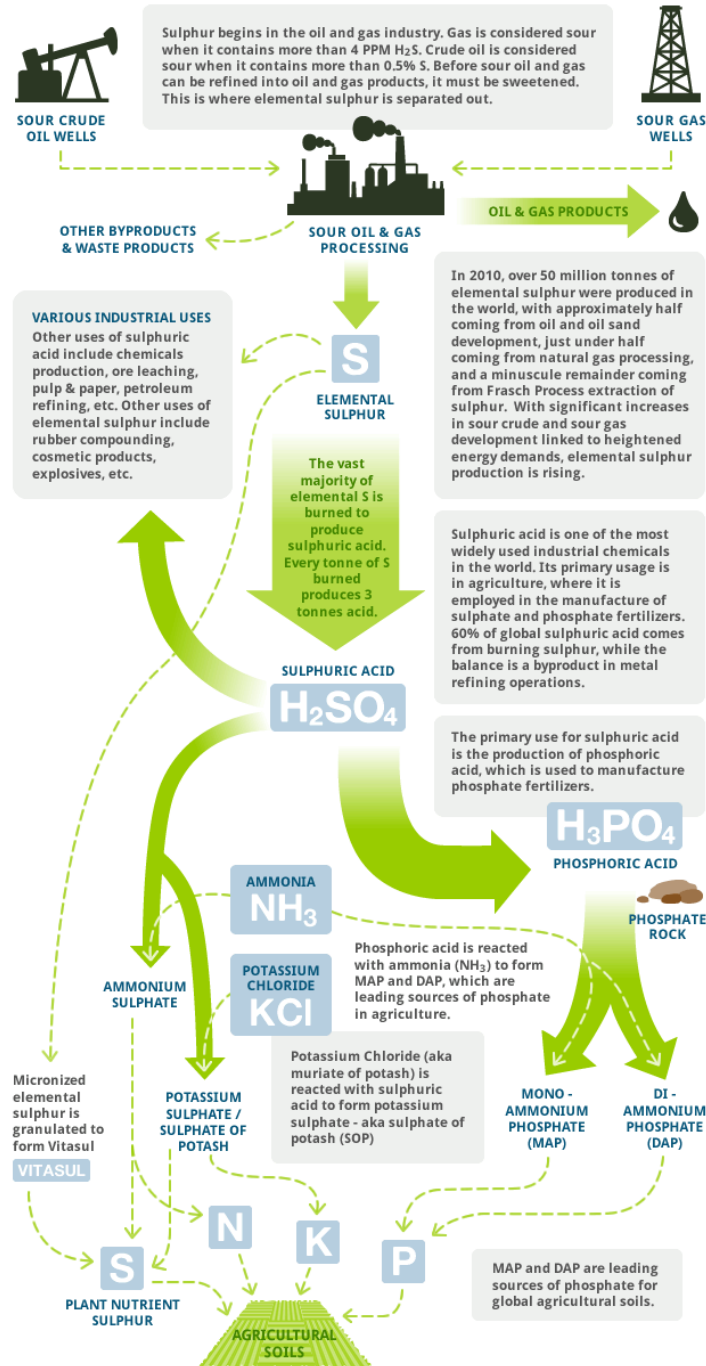 Sulphur begins in the oil and gas industry. Gas is considered sour
when it contains more than 4 PPM H₂S. Crude oil is considered
sour when it contains more than 0.5% S. Before sour oil and gas
can be refined into oil and gas products, it must be sweetened.
This is where elemental sulphur is separated out.
SOUR CRUDE
OIL WELLS
SOUR GAS
WELLS
OIL & GAS PRODUCTS
OTHER BYPRODUCTS
& WASTE PRODUCTS
SOUR OIL & GAS
PROCESSING
In 2010, over 50 million tonnes of
elemental sulphur were produced in
the world, with approximately half
coming from oil and oil sand
development, just under half
coming from natural gas processing,
and a minuscule remainder coming
from Frasch Process extraction of
sulphur. With significant increases
in sour crude and sour gas
development linked to heightened
energy demands, elemental sulphur
production is rising.
VARIOUS INDUSTRIAL USES
Other uses of sulphuric
acid include chemicals
production, ore leaching,
pulp & paper, petroleum
refining, etc. Other uses of
elemental sulphur include
rubber compounding,
cosmetic products,
explosives, etc.
S
ELEMENTAL
SULPHUR
The vast
majority of
elemental S is
burned to
produce
sulphuric acid.
Every tonne of S
burned
produces 3
tonnes acid.
Sulphuric acid is one of the most
widely used industrial chemicals
in the world. Its primary usage is
in agriculture, where it is
employed in the manufacture of
sulphate and phosphate fertilizers.
60% of global sulphuric acid comes
from burning sulphur, while the
balance is a byproduct in metal
refining operations.
SULPHURIC ACID
H₂SO₄
The primary use for sulphuric acid
is the production of phosphoric
acid, which is used to manufacture
phosphate fertilizers.
H₃PO₄
PHOSPHORIC ACID
PHOSPHATE
ROCK
AMMONIA
NH₃
Phosphoric acid is reacted
with ammonia (NH₃) to form
MAP and DAP, which are
leading sources of phosphate
in agriculture.
POTASSIUM
CHLORIDE
KCl
AMMONIUM
SULPHATE
Potassium Chloride (aka
muriate of potash) is
reacted with sulphuric
acid to form potassium
sulphate - aka sulphate of
potash (SOP)
Micronized
elemental
sulphur is
granulated to
form Vitasul
VITASUL
POTASSIUM
SULPHATE /
SULPHATE OF
POTASH
MONO -
AMMONIUM
PHOSPHATE
(MAP)
DI -
AMMONIUM
PHOSPHATE
(DAP)
N
K
P
S
PLANT NUTRIENT
SULPHUR
MAP and DAP are leading
sources of phosphate for
global agricultural soils.
AGRICULTURAL
SOILS